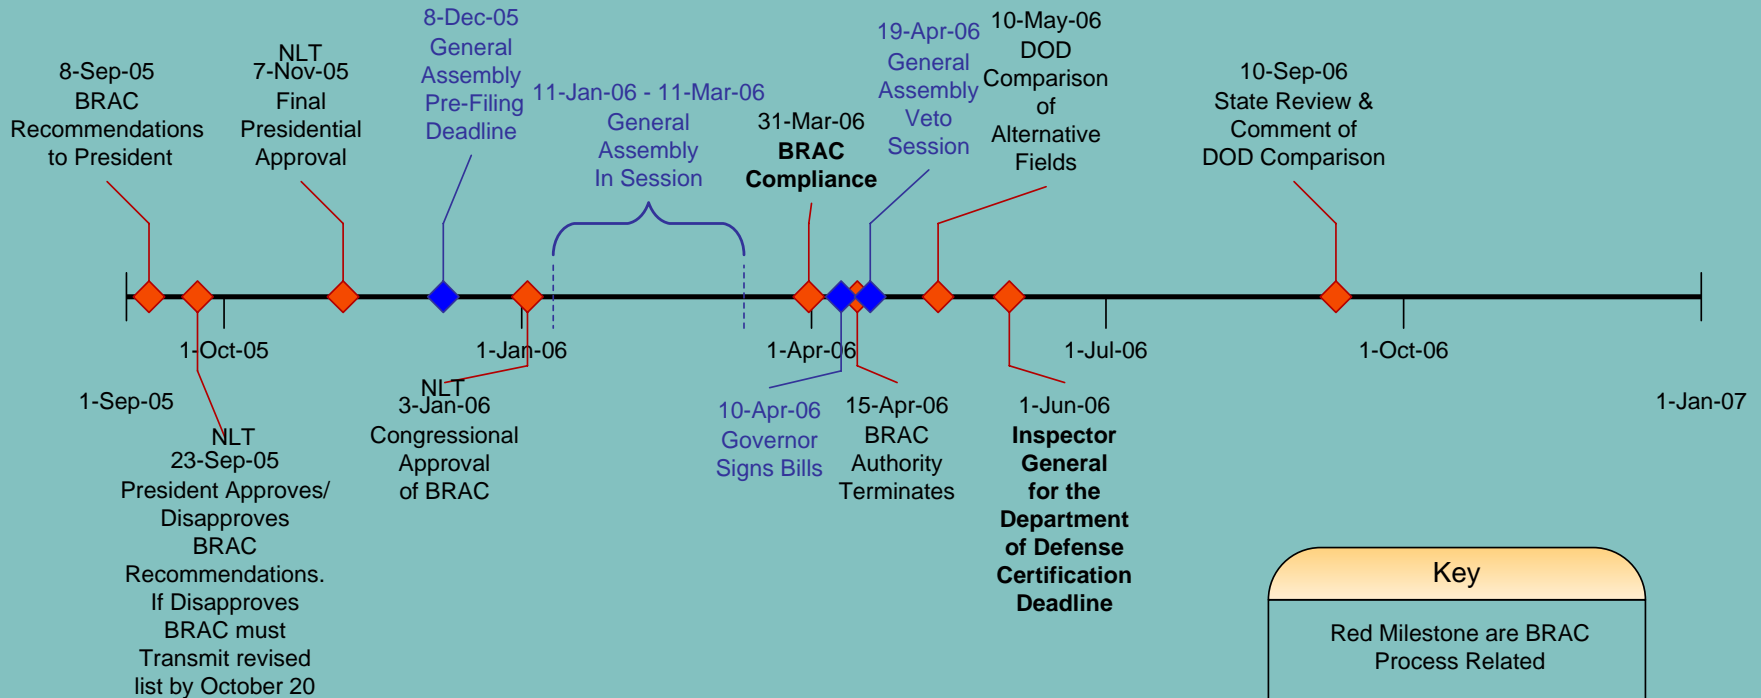 8-Sep-05
BRAC
Recommendations
to President
NLT
7-Nov-05
Final
Presidential
Approval
8-Dec-05
General
Assembly
Pre-Filing
Deadline
11-Jan-06 - 11-Mar-06
General
Assembly
In Session
31-Mar-06
BRAC
Compliance
19-Apr-06
General
Assembly
Veto
Session
10-May-06
DOD
Comparison
of
Alternative
Fields
10-Sep-06
State Review &
Comment of
DOD Comparison
1-Oct-05
1-Jan-06
1-Apr-06
1-Jul-06
1-Oct-06
1-Sep-05
1-Jan-07
NLT
23-Sep-05
President Approves/
Disapproves
BRAC
Recommendations.
If Disapproves
BRAC must
Transmit revised
list by October 20
NLT
3-Jan-06
Congressional
Approval
of BRAC
10-Apr-06
Governor
Signs Bills
15-Apr-06
BRAC
Authority
Terminates
1-Jun-06
Inspector
General
for the
Department
of Defense
Certification
Deadline
Key
Red Milestone are BRAC
Process Related